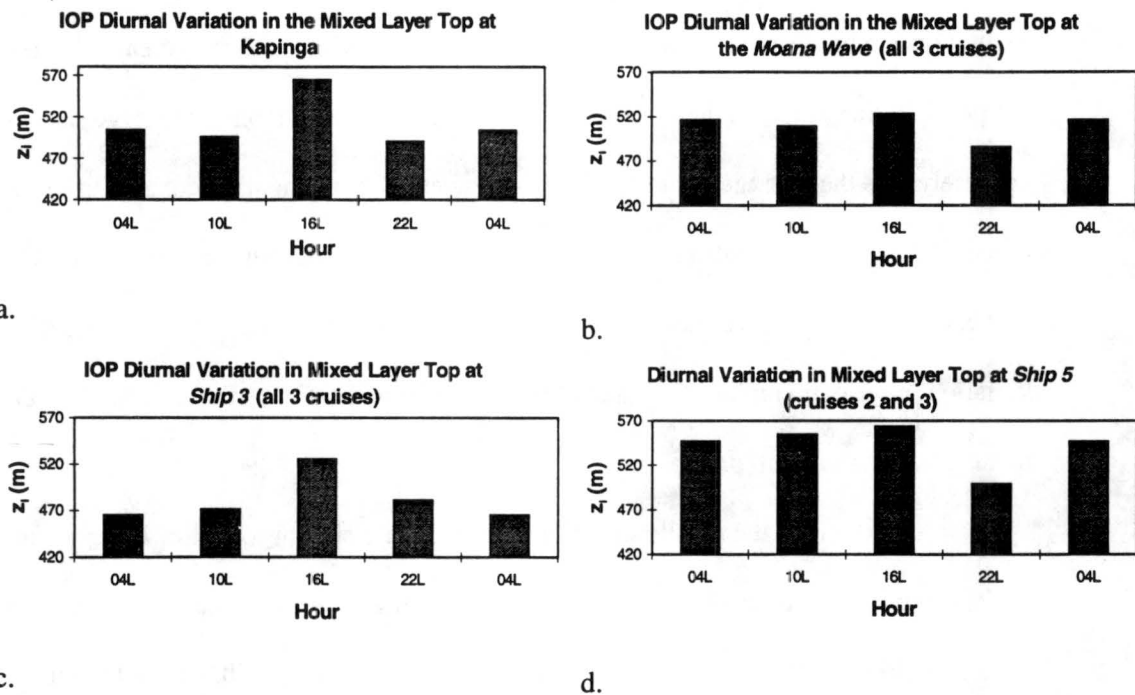 IOP Diurnal Variation in the Mixed Layer Top at
Kapinga
570
520
470
420
zi (m)
04L 10L 16L 22L 04L
Hour
a.
IOP Diurnal Variation in the Mixed Layer Top at
the Moana Wave (all 3 cruises)
570
520
470
420
zi (m)
04L 10L 16L 22L 04L
Hour
b.
IOP Diurnal Variation in Mixed Layer Top at
Ship 3 (all 3 cruises)
570
520
470
420
zi (m)
04L 10L 16L 22L 04L
Hour
c.
Diurnal Variation in Mixed Layer Top at Ship 5
(cruises 2 and 3)
570
520
470
420
zi (m)
04L 10L 16L 22L 04L
Hour
d.